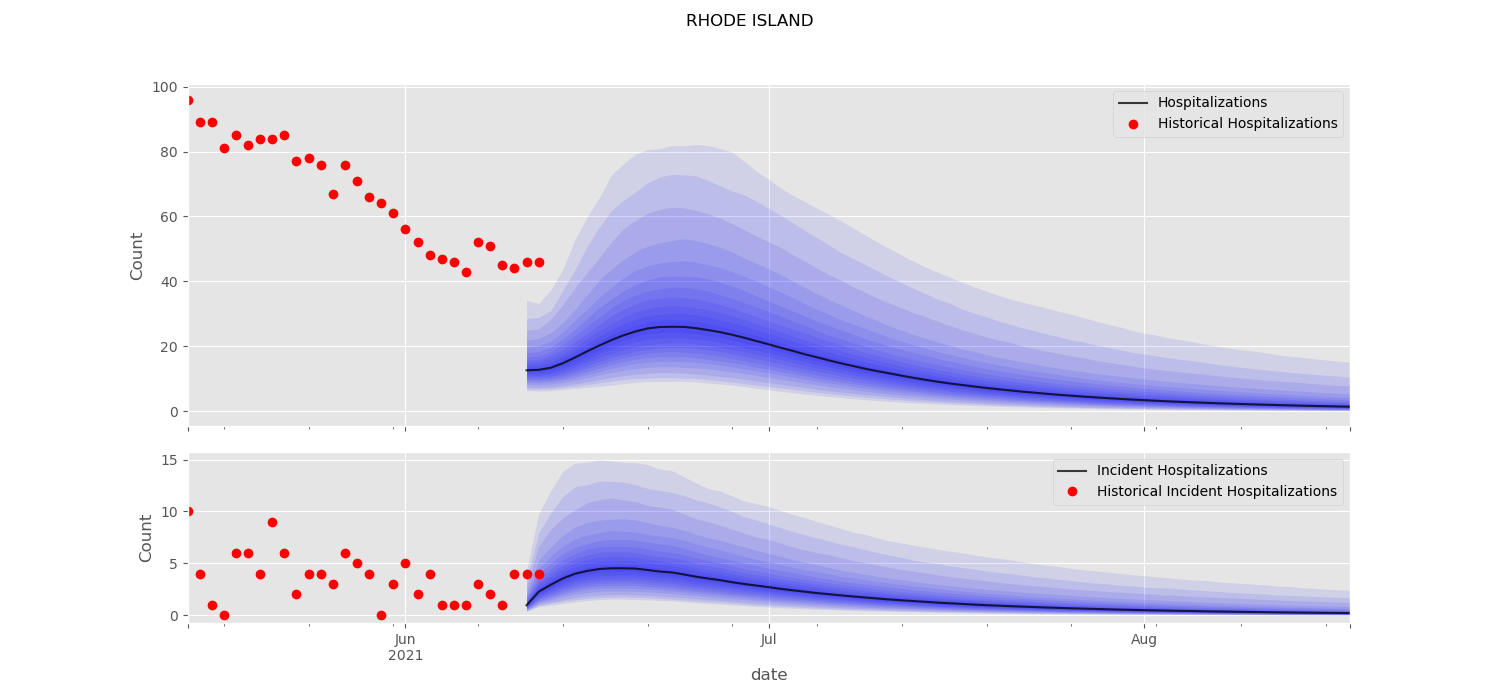 RHODE ISLAND
100
80
60
40
20
0
Count
Hospitalizations
Historical Hospitalizations
15
10
5
0
Count
Incident Hospitalizations
Historical Incident Hospitalizations
Jun
2021
Jul
Aug
date